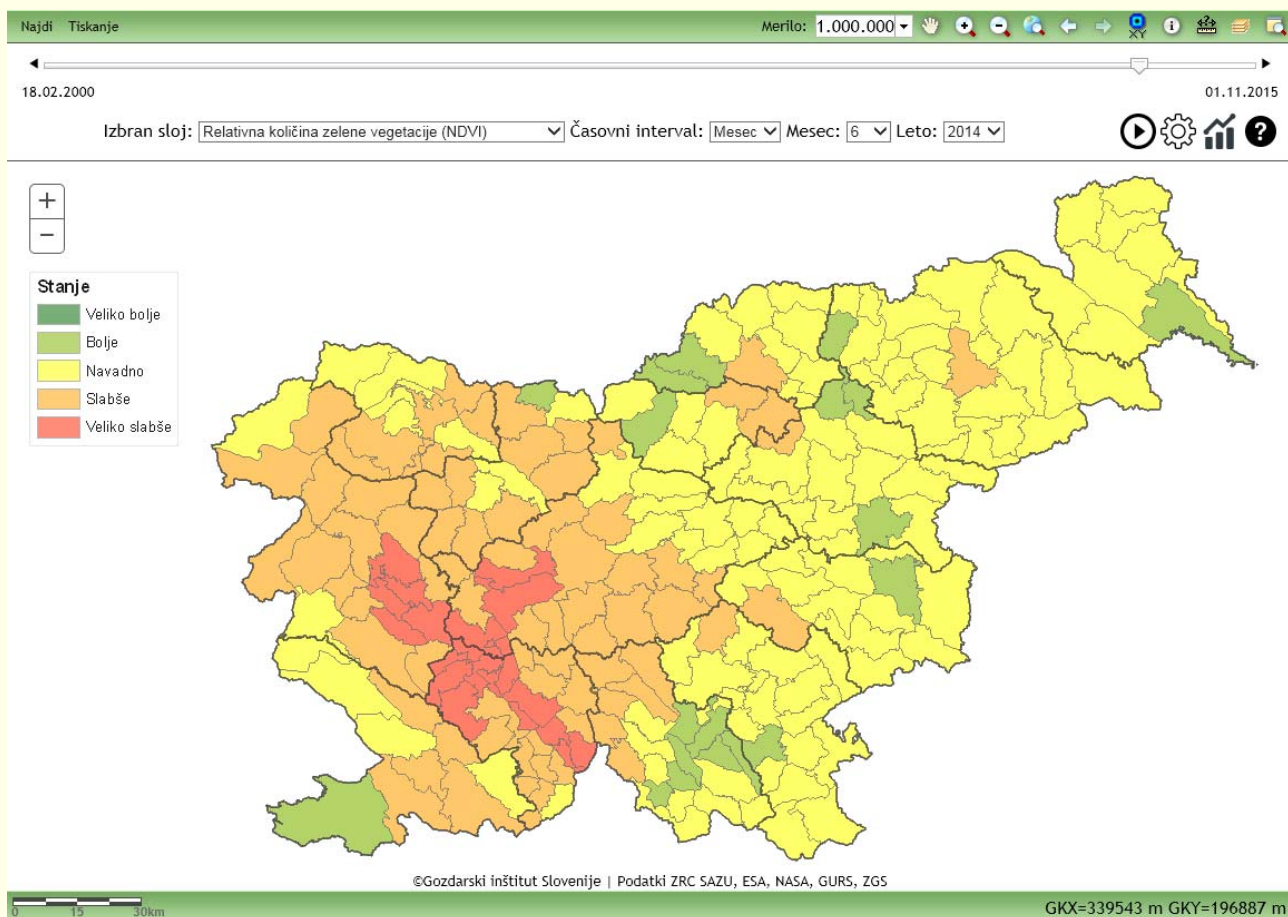 Najdi Tiskanje Merilo: 1.000.000
18.02.2000 01.11.2015
Izbran sloj: Relativna količina zelene vegetacije (NDVI) Časovni interval: Mesec Mesec: 6 Leto: 2014
+
−
Stanje
Veliko bolje
Bolje
Navadno
Slabše
Veliko slabše
©Gozdarski inštitut Slovenije | Podatki ZRC SAZU, ESA, NASA, GURS, ZGS
0 15 30km GKX=339543 m GKY=196887 m